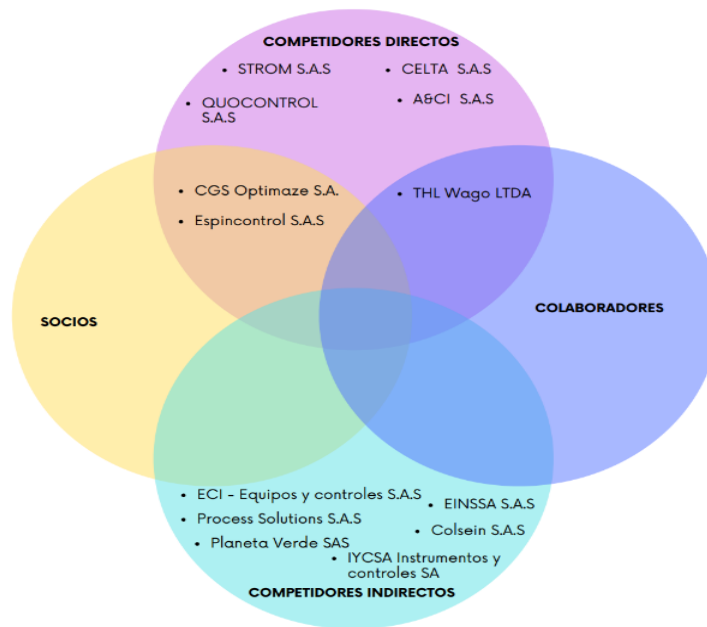 COMPETIDORES DIRECTOS
• STROM S.A.S
• CELTA S.A.S
• QUOCONTROL
S.A.S
• A&CI S.A.S
• CGS Optimaze S.A.
• THL Wago LTDA
• Espincontrol S.A.S
COLABORADORES
SOCIOS
• ECI - Equipos y controles S.A.S
• EINSSA S.A.S
• Process Solutions S.A.S
• Colsein S.A.S
• Planeta Verde SAS
• IYCSA Instrumentos y
controles SA
COMPETIDORES INDIRECTOS